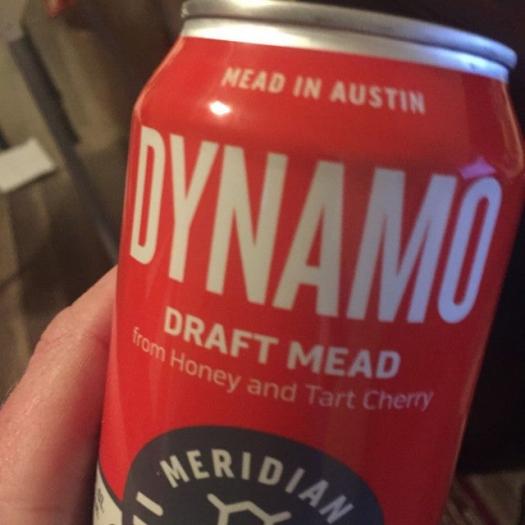 MEAD IN AUSTIN
DYNAMO
DRAFT MEAD
from Honey and Tart Cherry
MERIDIAN